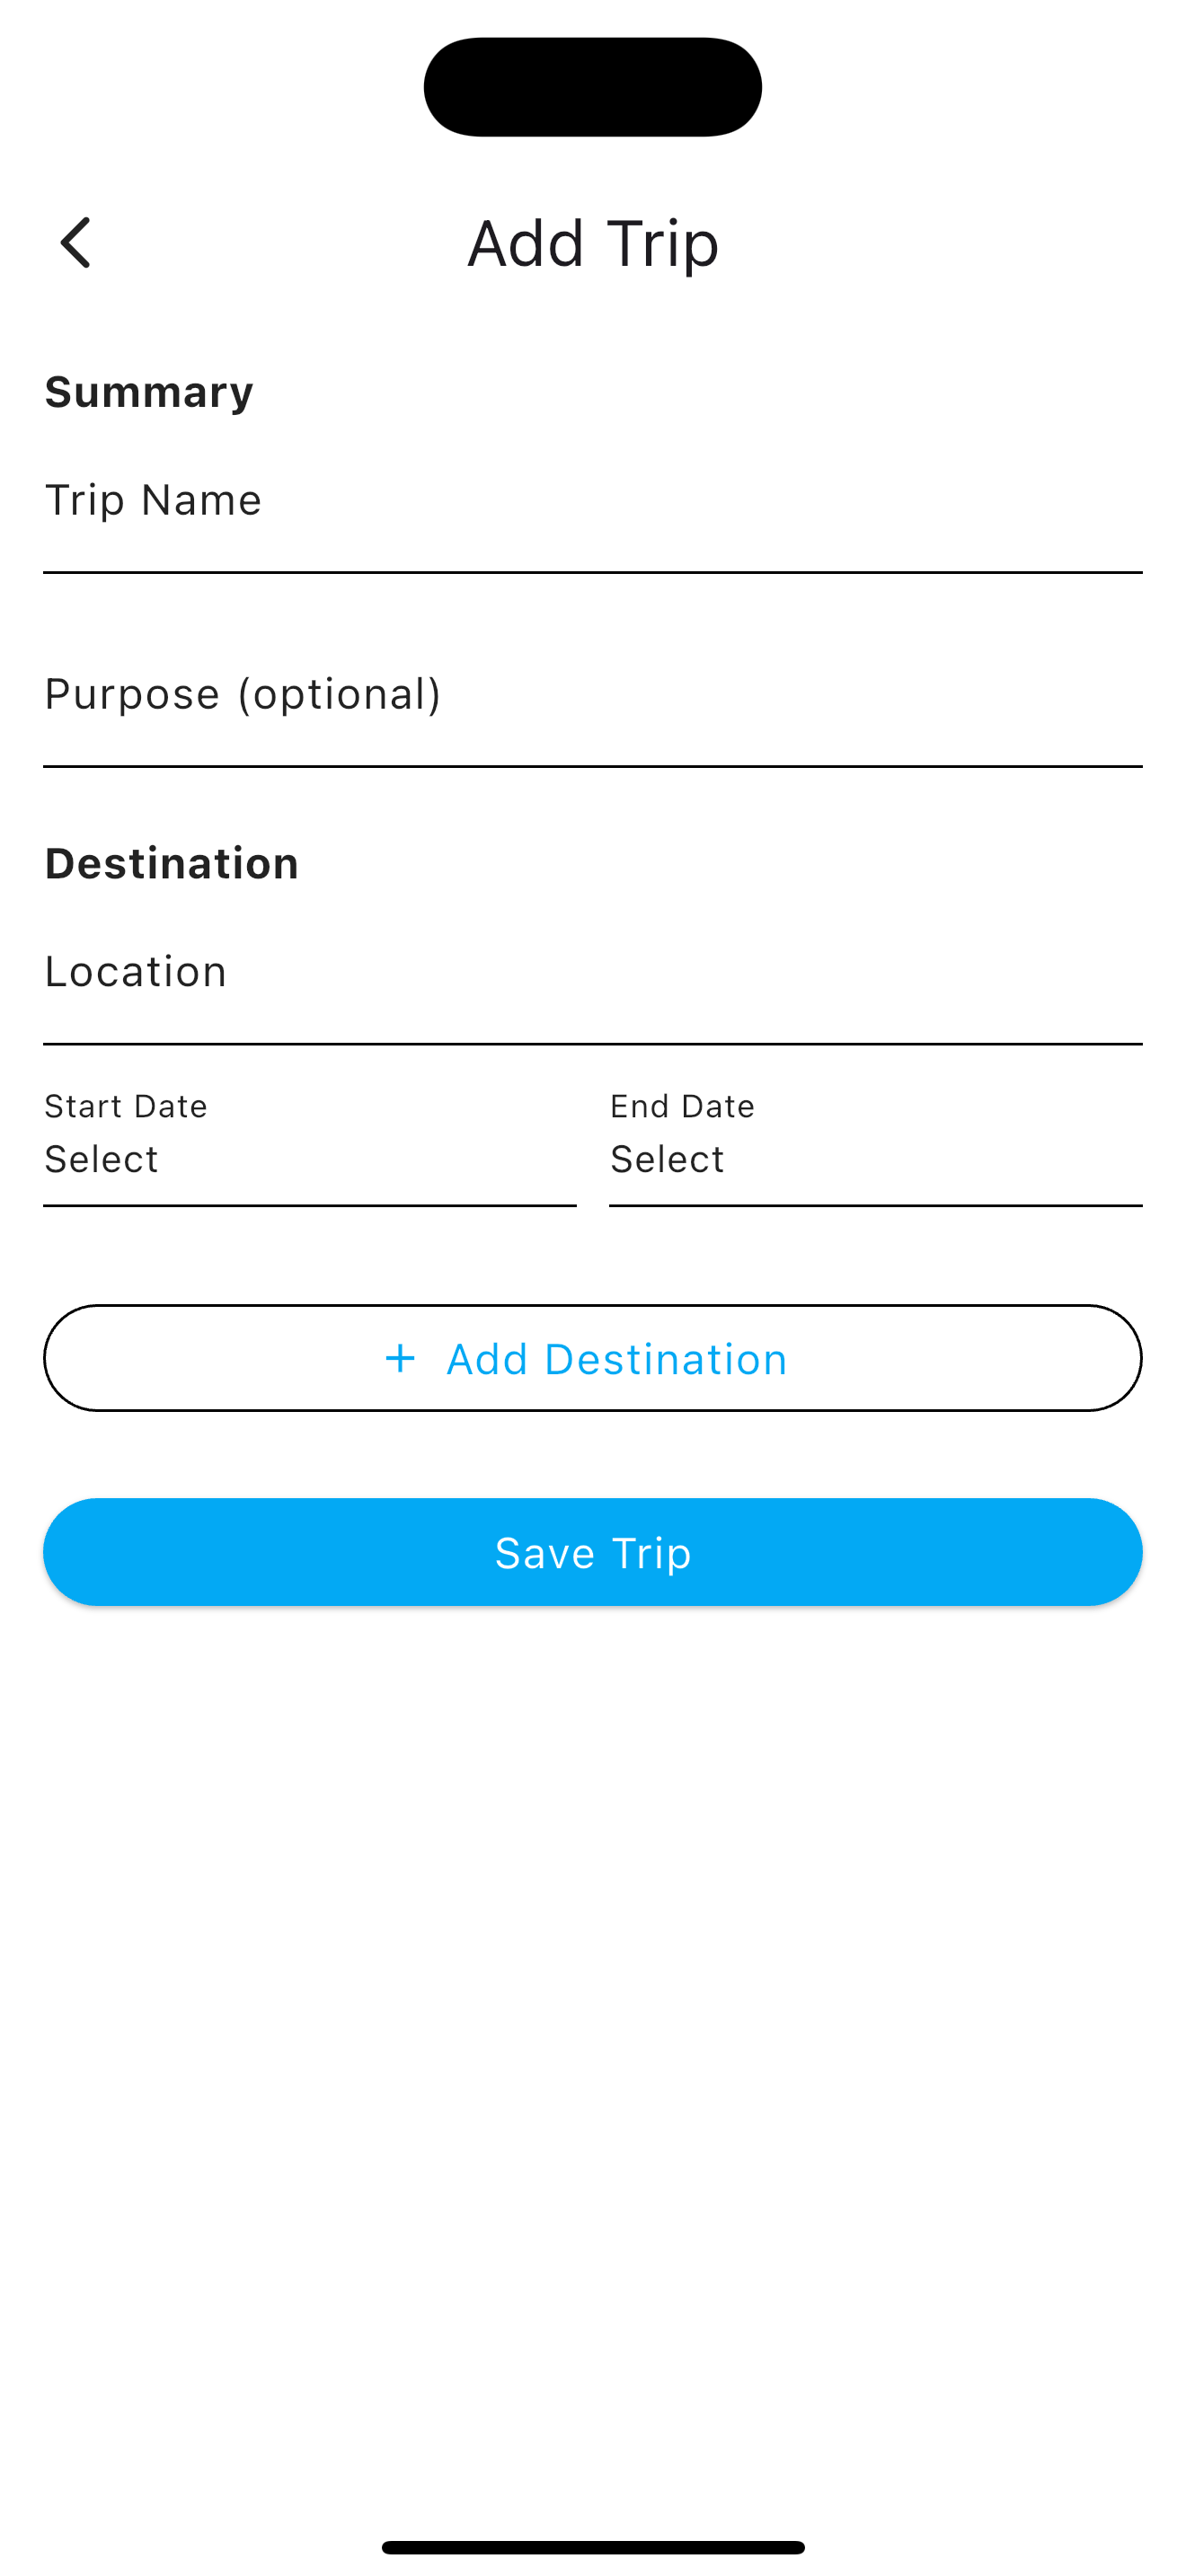 Add Trip
Summary
Trip Name
Purpose (optional)
Destination
Location
Start Date
End Date
Select
Select
+ Add Destination
Save Trip